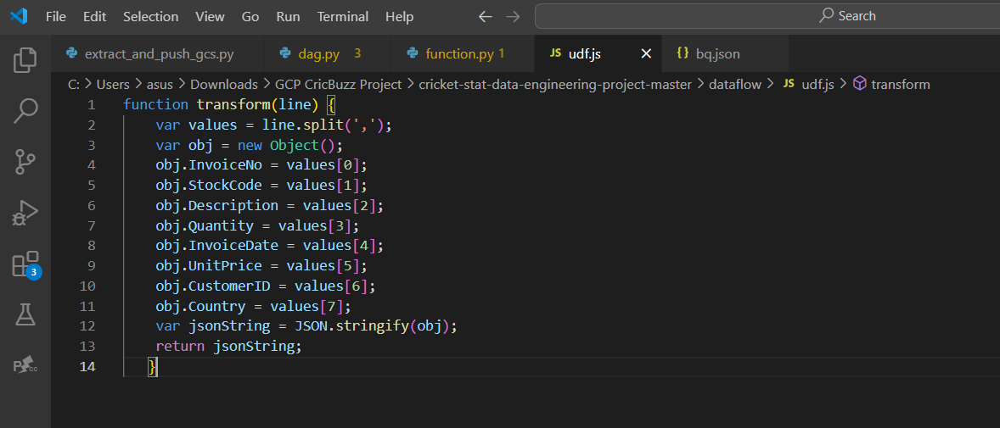 File Edit Selection View Go Run Terminal Help ← → Search
extract_and_push_gcs.py dag.py 3 function.py 1 JS udf.js × {} bq.json
C: > Users > asus > Downloads > GCP CricBuzz Project > cricket-stat-data-engineering-project-master > dataflow > JS udf.js > transform
1 function transform(line) {
2 var values = line.split(',');
3 var obj = new Object();
4 obj.InvoiceNo = values[0];
5 obj.StockCode = values[1];
6 obj.Description = values[2];
7 obj.Quantity = values[3];
8 obj.InvoiceDate = values[4];
9 obj.UnitPrice = values[5];
10 obj.CustomerID = values[6];
11 obj.Country = values[7];
12 var jsonString = JSON.stringify(obj);
13 return jsonString;
14 }
3